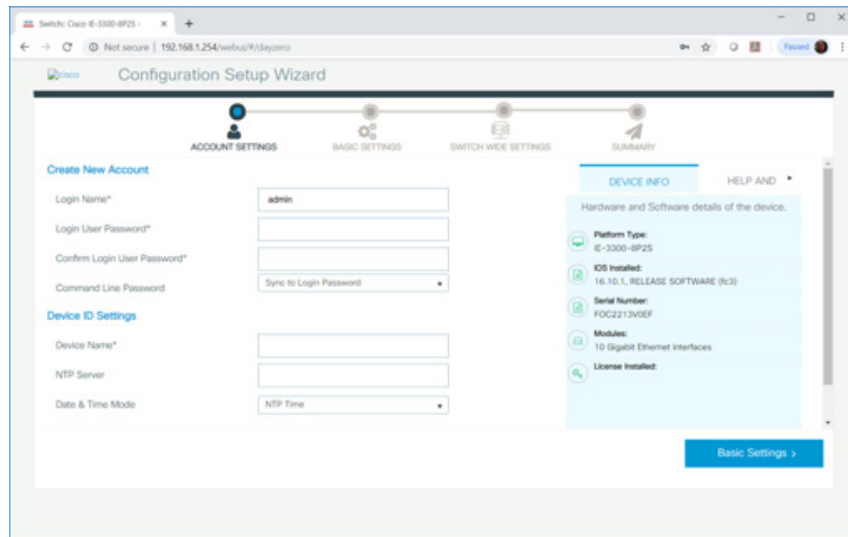 Switch: Cisco IE-3300-8P2S -
Not secure | 192.168.1.254/webui/#/dayzero
Paused
cisco
Configuration Setup Wizard
ACCOUNT SETTINGS
BASIC SETTINGS
SWITCH WIDE SETTINGS
SUMMARY
Create New Account
Login Name*
admin
Login User Password*
Confirm Login User Password*
Command Line Password
Sync to Login Password
Device ID Settings
Device Name*
NTP Server
Date & Time Mode
NTP Time
DEVICE INFO
HELP AND
Hardware and Software details of the device.
Platform Type:
IE-3300-8P2S
IOS Installed:
16.10.1, RELEASE SOFTWARE (fc3)
Serial Number:
FOC2213V0EF
Modules:
10 Gigabit Ethernet interfaces
License Installed:
Basic Settings >